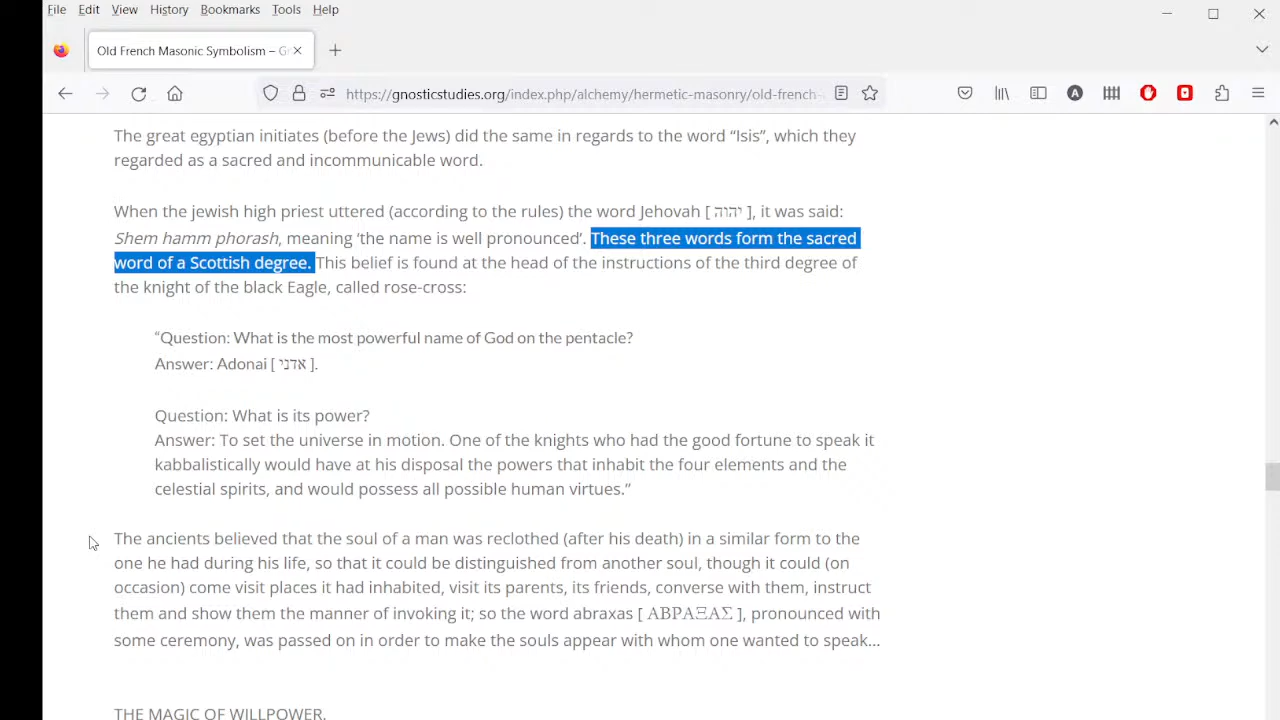 File Edit View History Bookmarks Tools Help
Old French Masonic Symbolism – G
https://gnosticstudies.org/index.php/alchemy/hermetic-masonry/old-french-
The great egyptian initiates (before the Jews) did the same in regards to the word “Isis”, which they
regarded as a sacred and incommunicable word.
When the jewish high priest uttered (according to the rules) the word Jehovah [ יהוה ], it was said:
Shem hamm phorash, meaning ‘the name is well pronounced’. These three words form the sacred
word of a Scottish degree. This belief is found at the head of the instructions of the third degree of
the knight of the black Eagle, called rose-cross:
“Question: What is the most powerful name of God on the pentacle?
Answer: Adonai [ אדני ].
Question: What is its power?
Answer: To set the universe in motion. One of the knights who had the good fortune to speak it
kabbalistically would have at his disposal the powers that inhabit the four elements and the
celestial spirits, and would possess all possible human virtues.”
The ancients believed that the soul of a man was reclothed (after his death) in a similar form to the
one he had during his life, so that it could be distinguished from another soul, though it could (on
occasion) come visit places it had inhabited, visit its parents, its friends, converse with them, instruct
them and show them the manner of invoking it; so the word abraxas [ ΑΒΡΑΞΑΣ ], pronounced with
some ceremony, was passed on in order to make the souls appear with whom one wanted to speak...
THE MAGIC OF WILLPOWER.